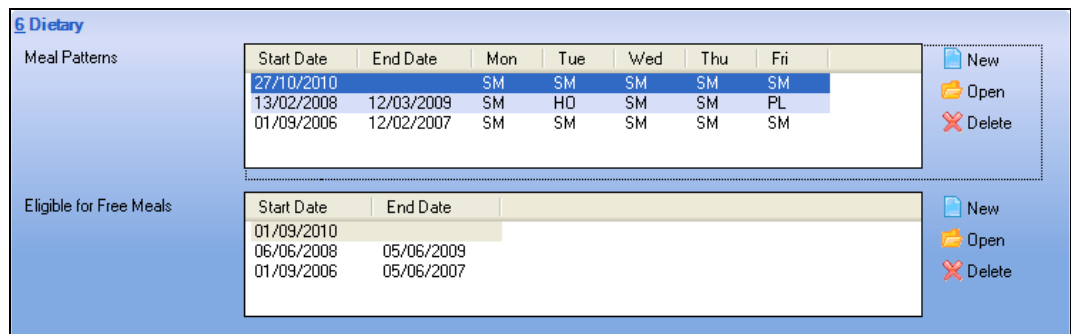 6 Dietary
Meal Patterns
Start Date End Date Mon Tue Wed Thu Fri
27/10/2010 SM SM SM SM SM
13/02/2008 12/03/2009 SM HO SM SM PL
01/09/2006 12/02/2007 SM SM SM SM SM
New
Open
Delete
Eligible for Free Meals
Start Date End Date
01/09/2010
06/06/2008 05/06/2009
01/09/2006 05/06/2007
New
Open
Delete